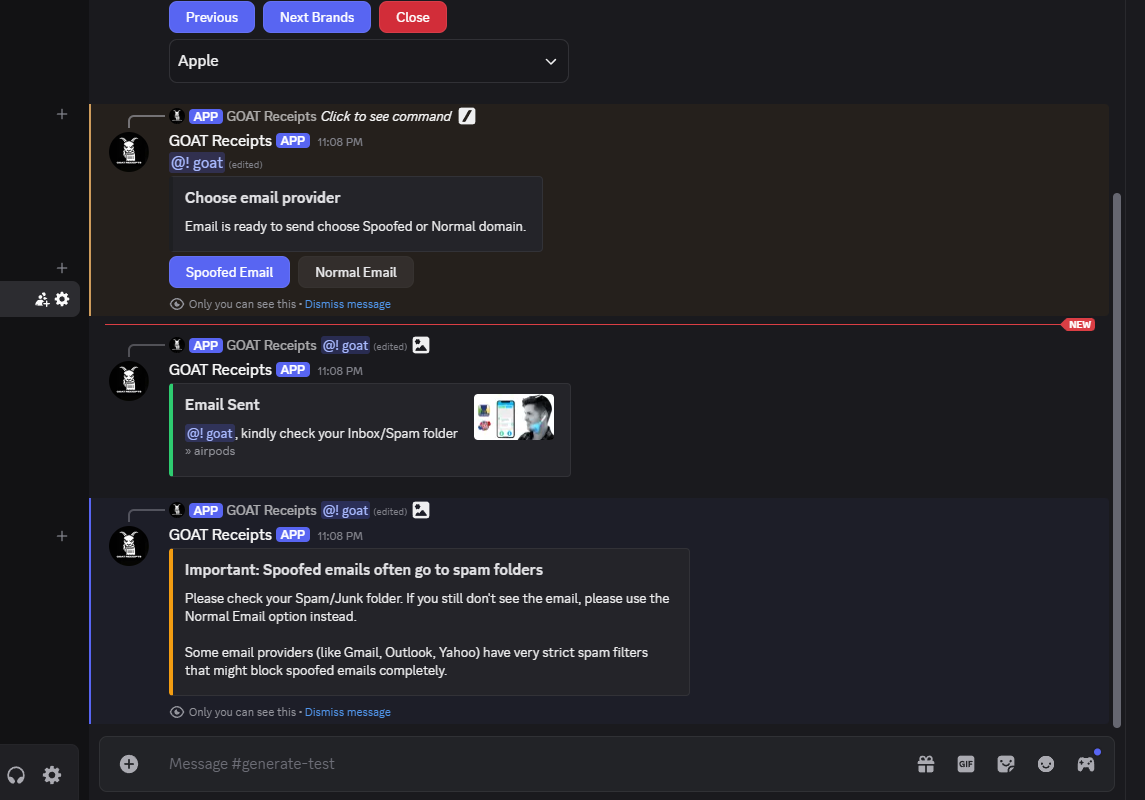 Previous
Next Brands
Close
Apple
APP GOAT Receipts Click to see command
GOAT Receipts APP 11:08 PM
@! goat (edited)
Choose email provider
Email is ready to send choose Spoofed or Normal domain.
Spoofed Email
Normal Email
Only you can see this • Dismiss message
NEW
APP GOAT Receipts @! goat (edited)
GOAT Receipts APP 11:08 PM
Email Sent
@! goat, kindly check your Inbox/Spam folder
» airpods
APP GOAT Receipts @! goat (edited)
GOAT Receipts APP 11:08 PM
Important: Spoofed emails often go to spam folders
Please check your Spam/Junk folder. If you still don't see the email, please use the
Normal Email option instead.
Some email providers (like Gmail, Outlook, Yahoo) have very strict spam filters
that might block spoofed emails completely.
Only you can see this • Dismiss message
Message #generate-test
GIF